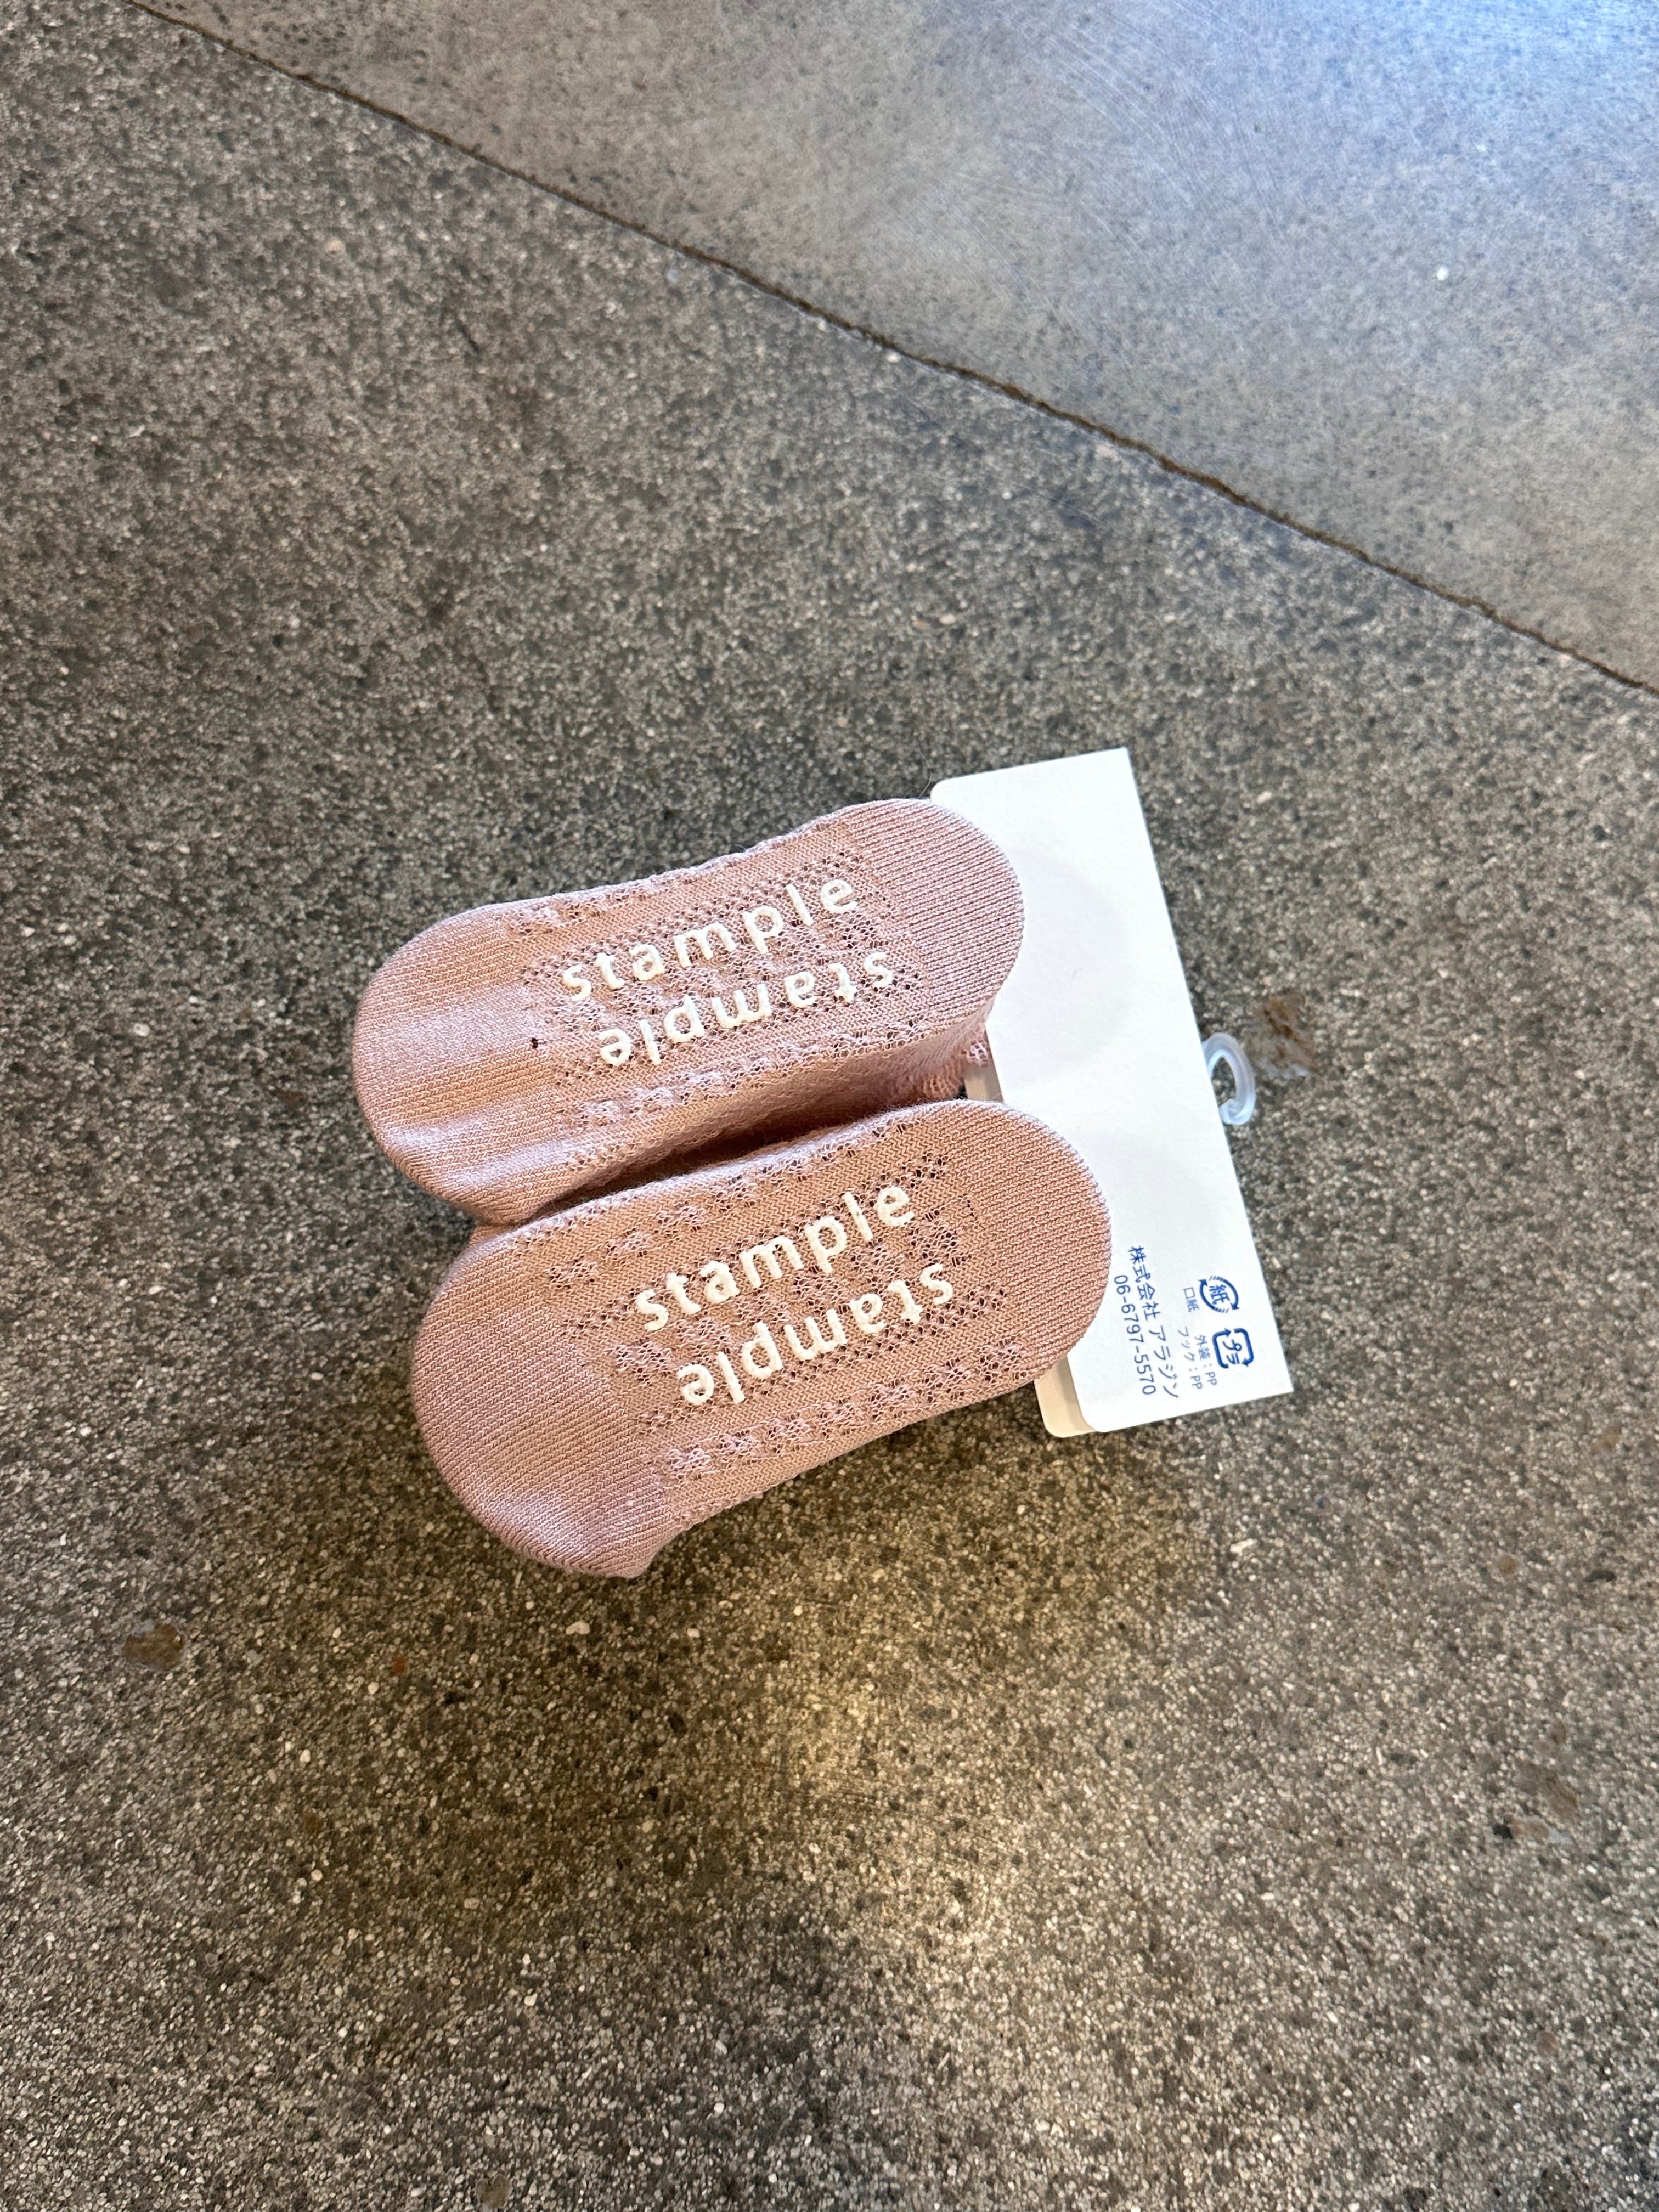 stample
stample
stample
stample
紙
口紙
プラ
外装：PP
フック：PP
株式会社 アラジン
06-6797-5570